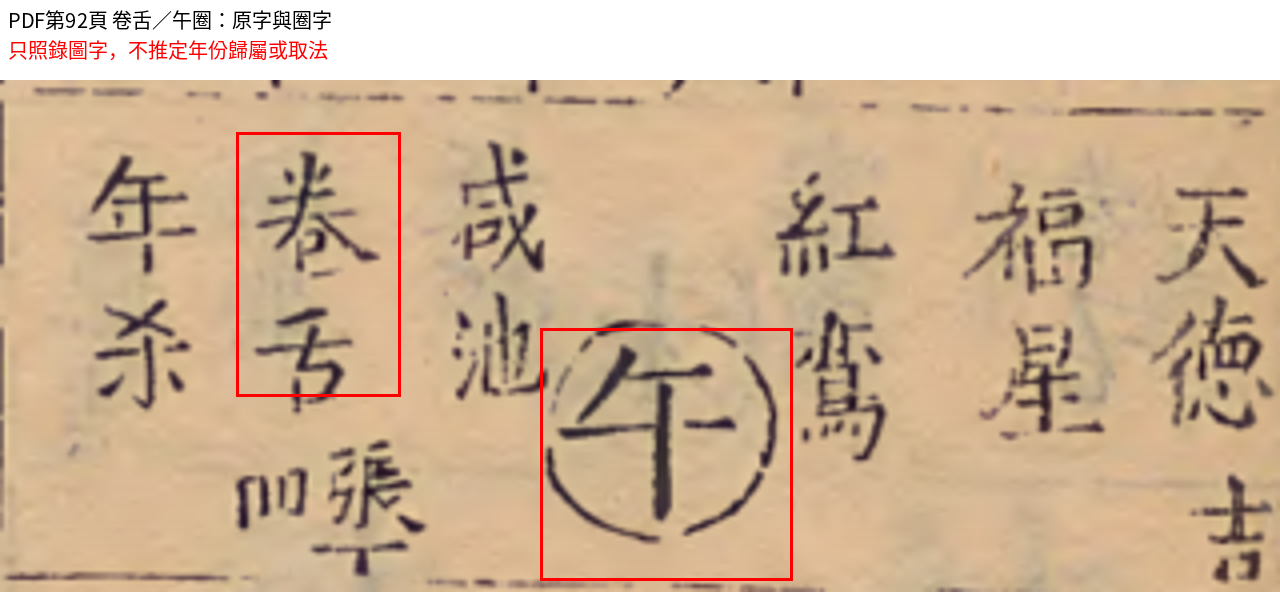 PDF第92頁 卷舌／午圈：原字與圈字
只照錄圖字，不推定年份歸屬或取法
天德
吉
福星
紅鸞
午
咸池
卷舌
張
年杀